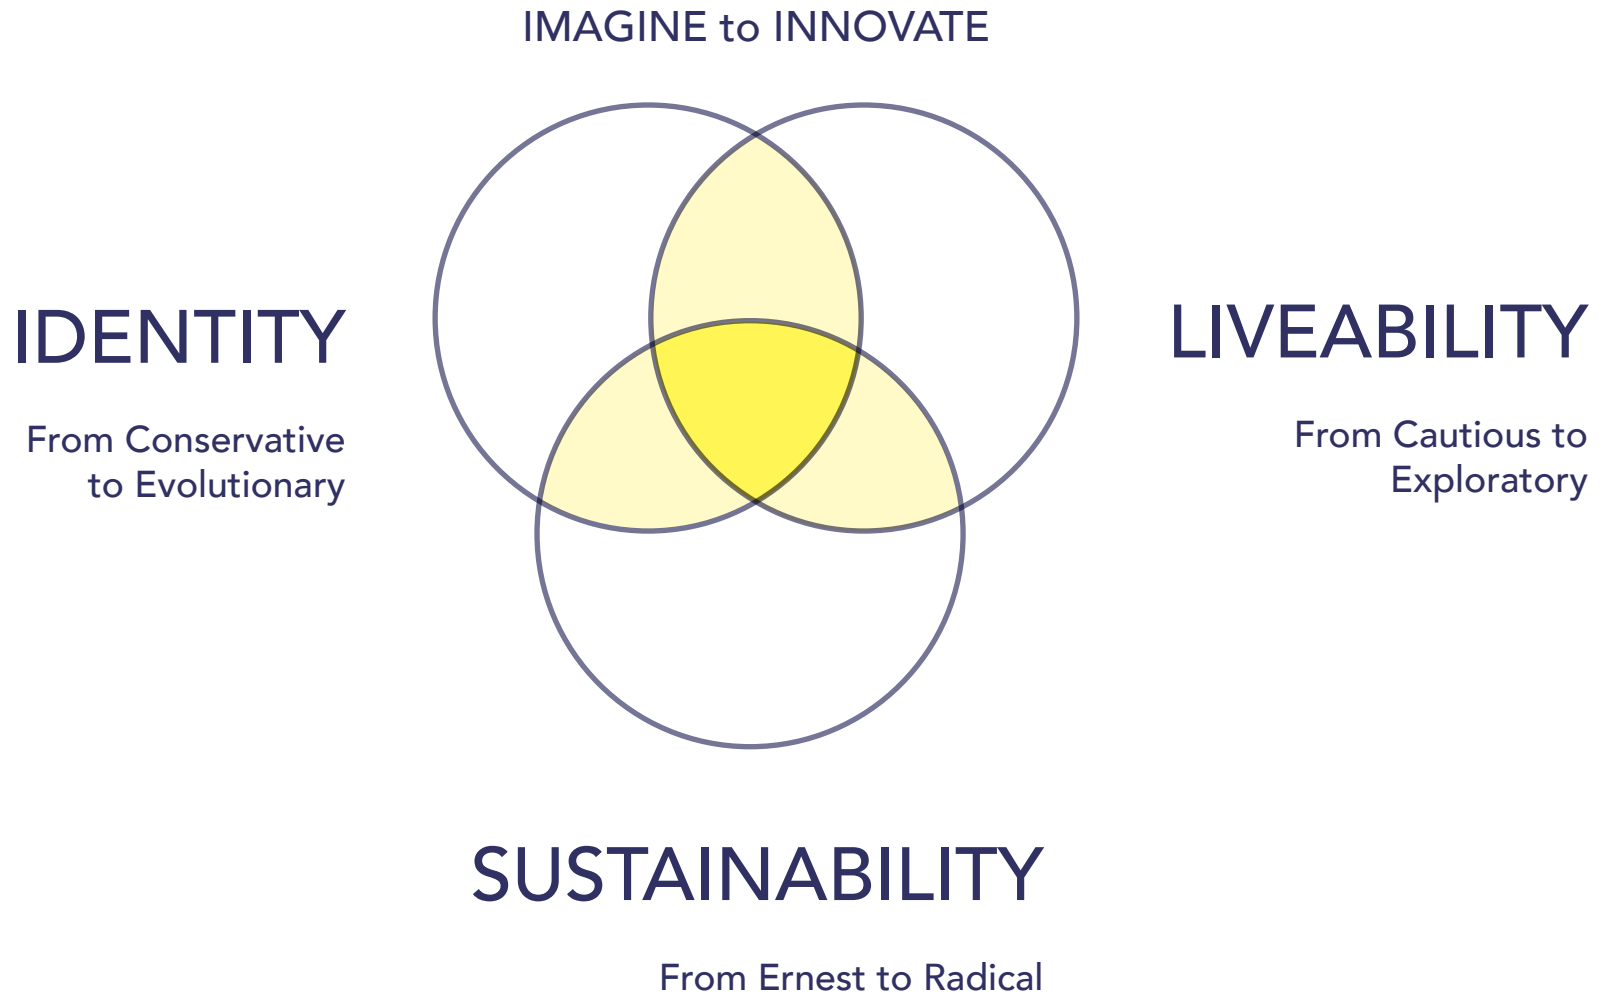 IMAGINE to INNOVATE
IDENTITY
From Conservative
to Evolutionary
LIVEABILITY
From Cautious to
Exploratory
SUSTAINABILITY
From Ernest to Radical